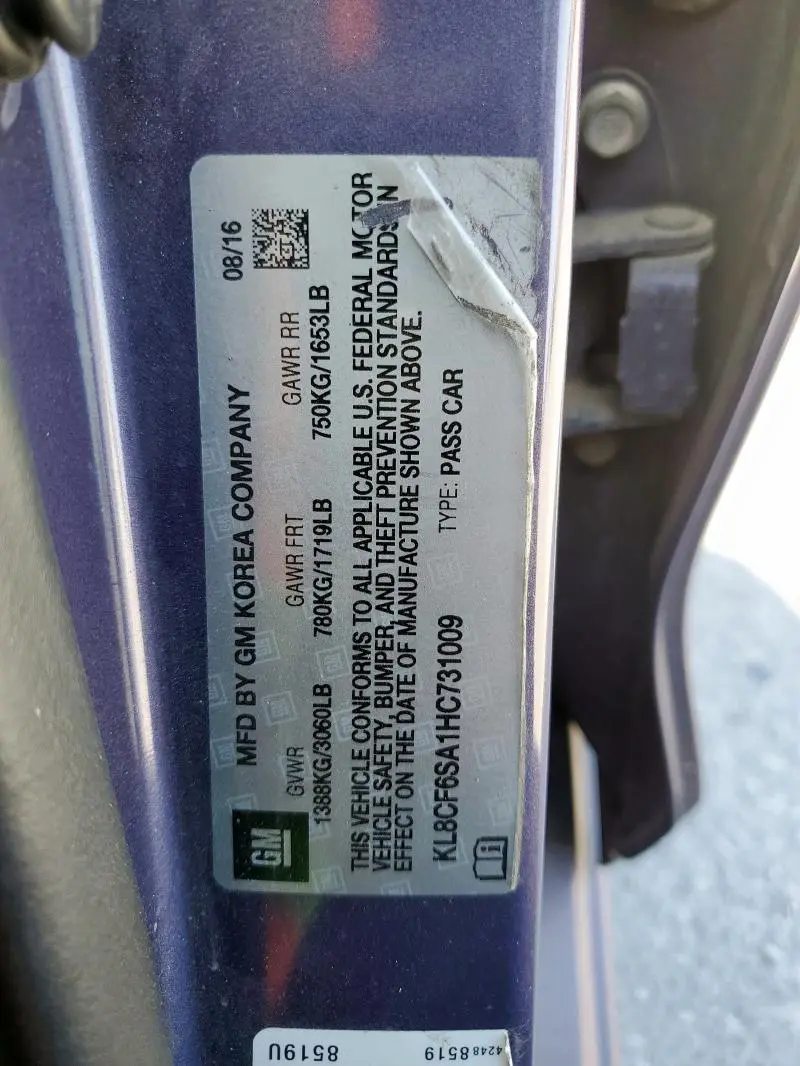 MFD BY GM KOREA COMPANY 08/16
GM
GVWR GAWR FRT GAWR RR
1388KG/3060LB 780KG/1719LB 750KG/1653LB
THIS VEHICLE CONFORMS TO ALL APPLICABLE U.S. FEDERAL MOTOR
VEHICLE SAFETY, BUMPER, AND THEFT PREVENTION STANDARDS IN
EFFECT ON THE DATE OF MANUFACTURE SHOWN ABOVE.
KL8CF6SA1HC731009 TYPE: PASS CAR
42488519
8519U